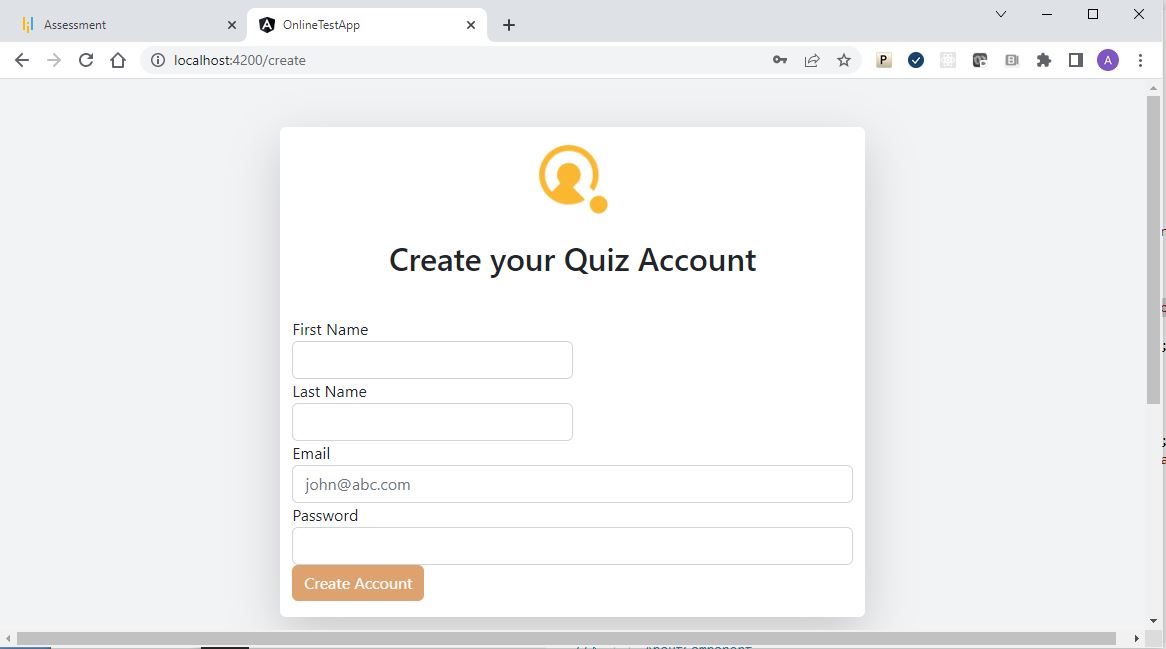 Assessment
OnlineTestApp
localhost:4200/create
P
B
A
Create your Quiz Account
First Name
Last Name
Email
john@abc.com
Password
Create Account